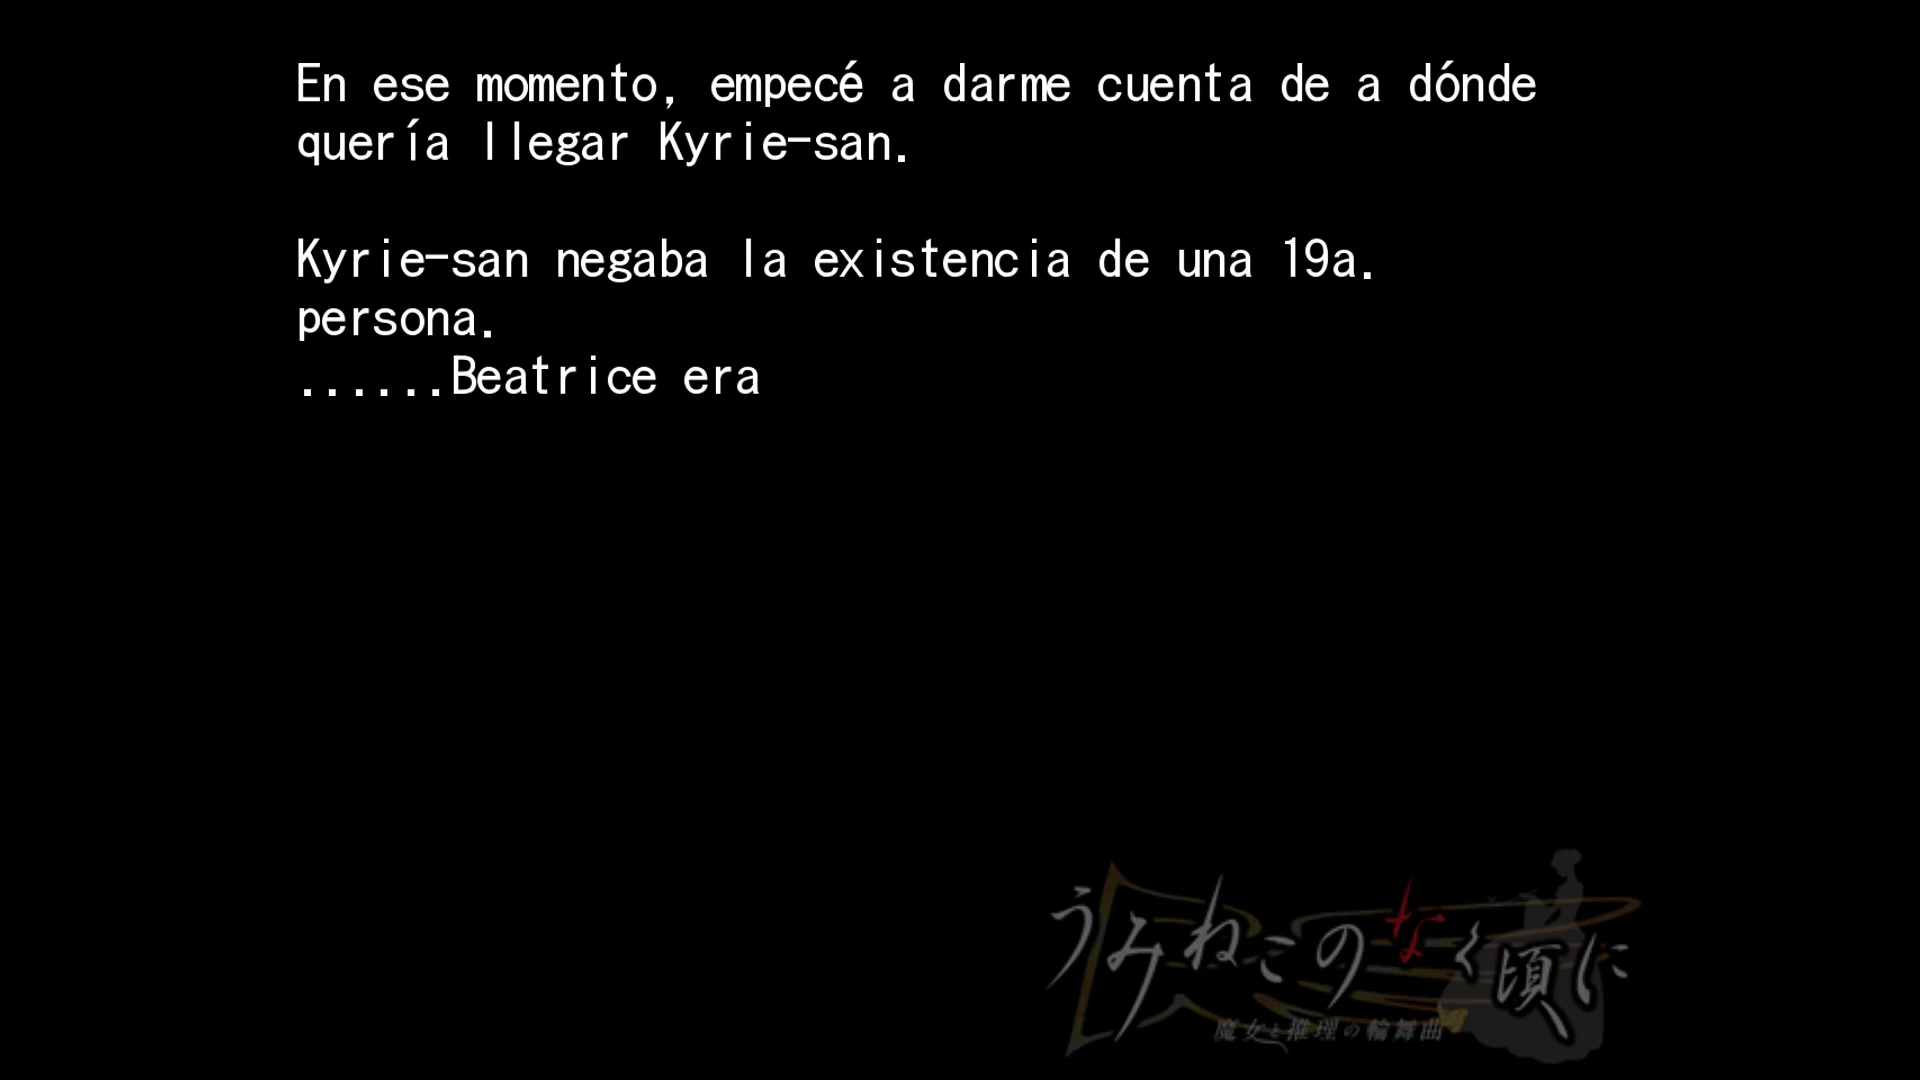 En ese momento, empecé a darme cuenta de a dónde
quería llegar Kyrie-san.
Kyrie-san negaba la existencia de una 19a.
persona.
......Beatrice era
うみねこのなく頃に
魔女と推理の輪舞曲